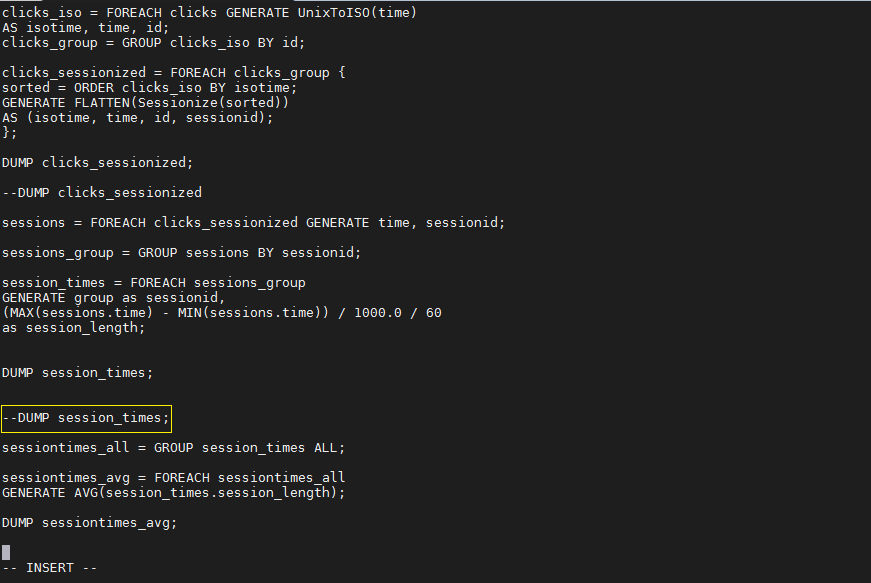 clicks_iso = FOREACH clicks GENERATE UnixToISO(time)
AS isotime, time, id;
clicks_group = GROUP clicks_iso BY id;
clicks_sessionized = FOREACH clicks_group {
sorted = ORDER clicks_iso BY isotime;
GENERATE FLATTEN(Sessionize(sorted))
AS (isotime, time, id, sessionid);
};
DUMP clicks_sessionized;
--DUMP clicks_sessionized
sessions = FOREACH clicks_sessionized GENERATE time, sessionid;
sessions_group = GROUP sessions BY sessionid;
session_times = FOREACH sessions_group
GENERATE group as sessionid,
(MAX(sessions.time) - MIN(sessions.time)) / 1000.0 / 60
as session_length;
DUMP session_times;
--DUMP session_times;
sessiontimes_all = GROUP session_times ALL;
sessiontimes_avg = FOREACH sessiontimes_all
GENERATE AVG(session_times.session_length);
DUMP sessiontimes_avg;
-- INSERT --